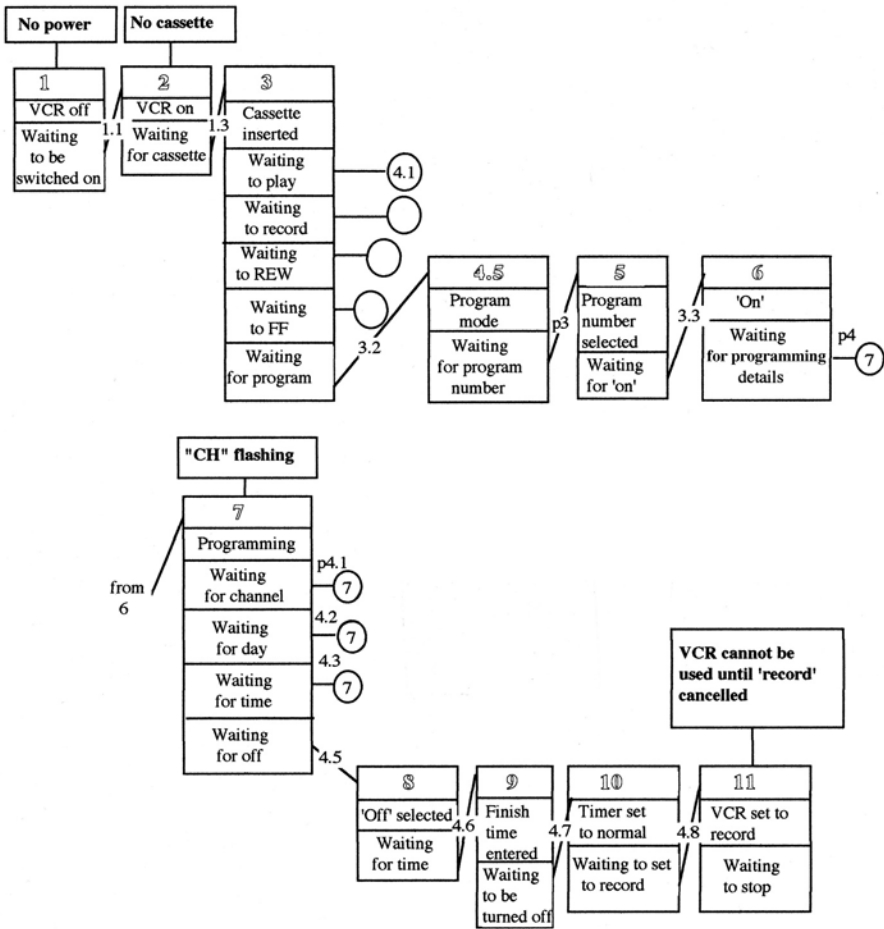 No power
No cassette
1
VCR off
Waiting
to be
switched on
1.1
2
VCR on
Waiting
for cassette
1.3
3
Cassette
inserted
Waiting
to play
4.1
Waiting
to record
Waiting
to REW
Waiting
to FF
Waiting
for program
3.2
4.5
Program
mode
Waiting
for program
number
p3
5
Program
number
selected
Waiting
for 'on'
3.3
6
'On'
Waiting
for programming
details
p4
7
"CH" flashing
from
6
7
Programming
Waiting
for channel
p4.1
7
Waiting
for day
4.2
7
Waiting
for time
4.3
7
Waiting
for off
4.5
8
'Off' selected
Waiting
for time
4.6
9
Finish
time
entered
Waiting
to be
turned off
4.7
10
Timer set
to normal
Waiting to set
to record
4.8
VCR cannot be
used until 'record'
cancelled
11
VCR set to
record
Waiting
to stop